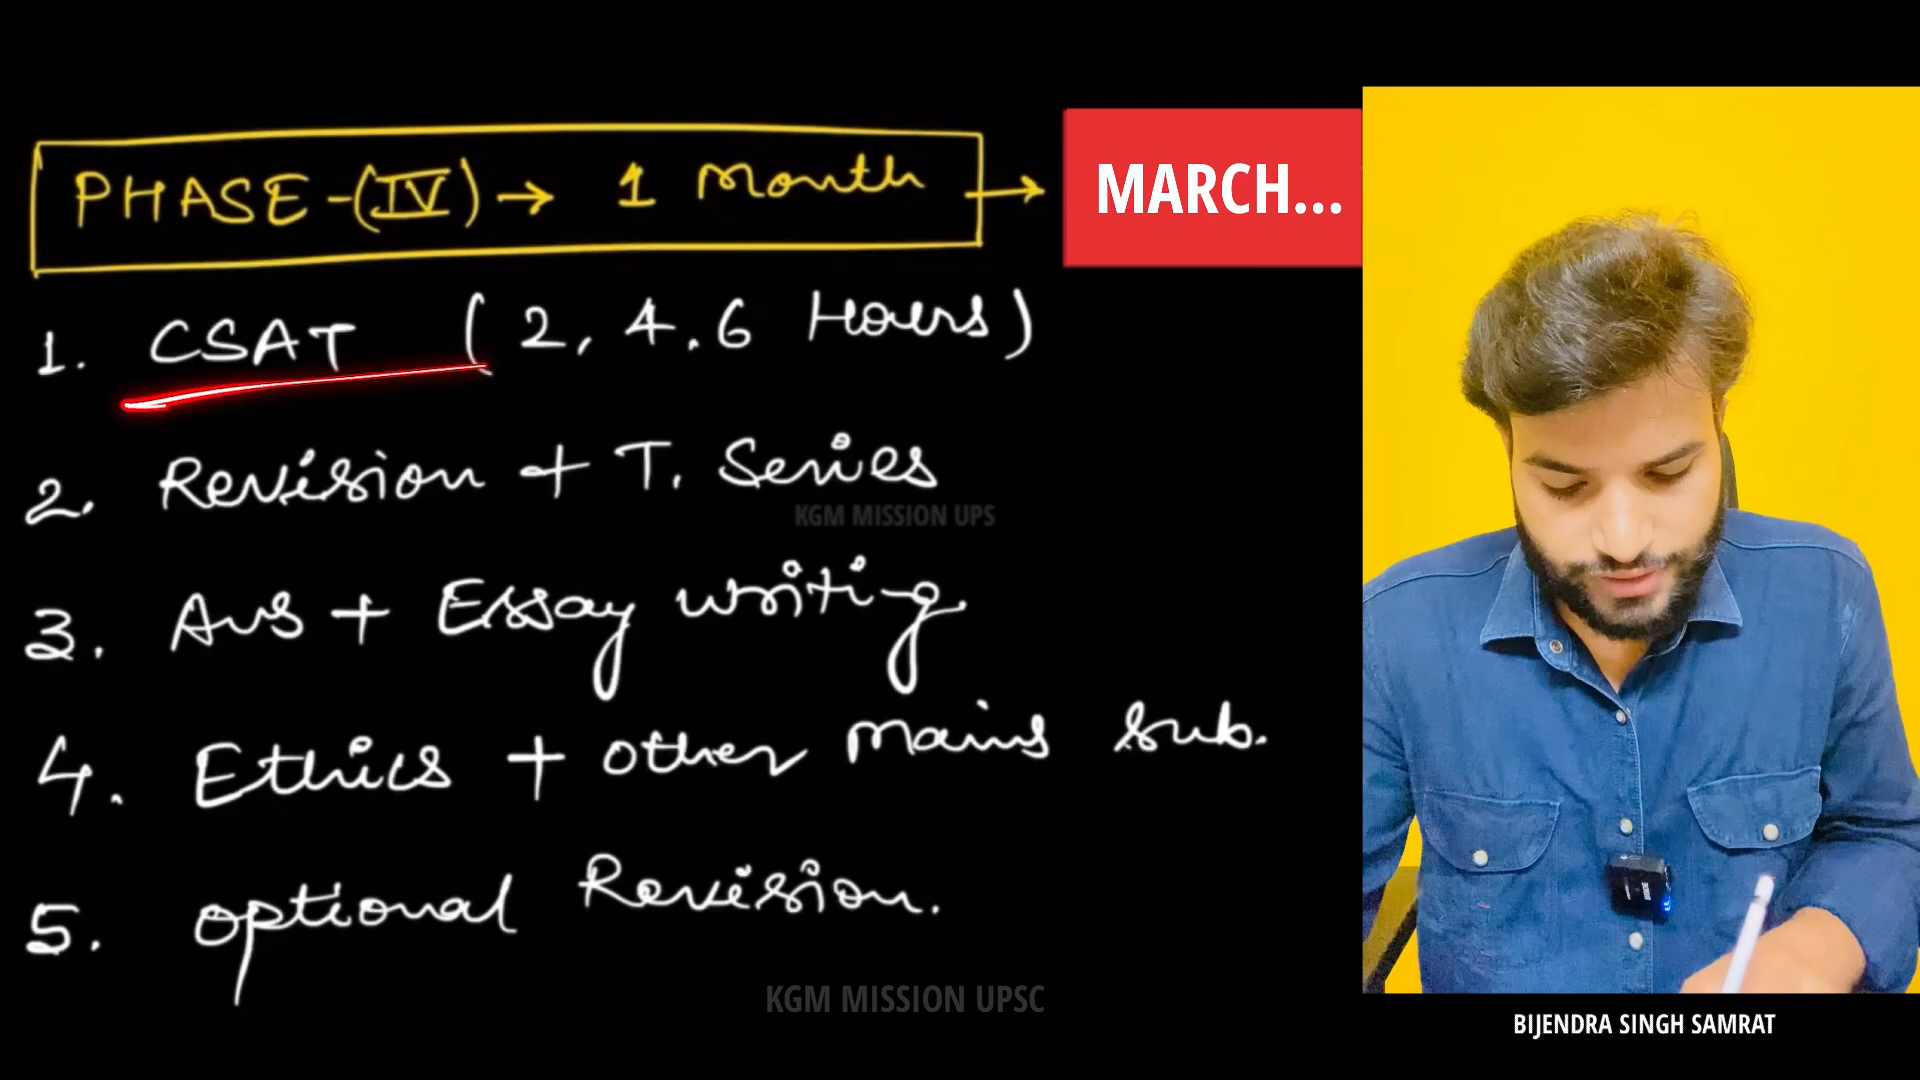 PHASE-(IV) → 1 Month →
MARCH...
1. CSAT (2, 4.6 Hours)
2. Revision + T. Series
KGM MISSION UPS
3. Ans + Essay writing.
4. Ethics + other mains sub.
5. optional Revision.
KGM MISSION UPSC
BIJENDRA SINGH SAMRAT